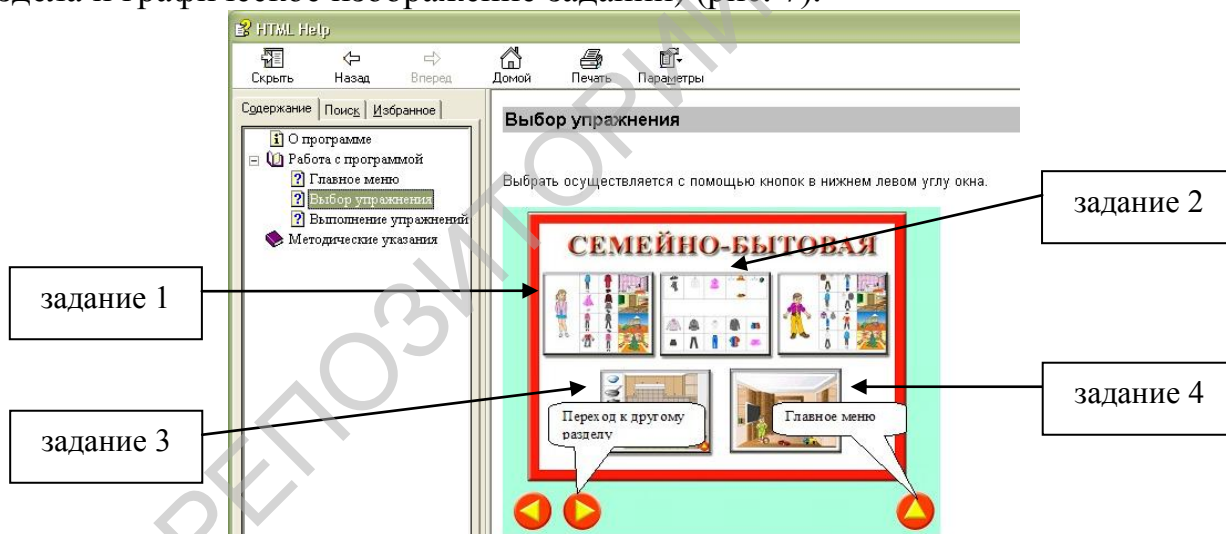 здела и графическое изображение заданий) (рис. 7).
HTML Help
Скрыть Назад Вперед Домой Печать Параметры
Содержание Поиск Избранное
О программе
Работа с программой
Главное меню
Выбор упражнения
Выполнение упражнений
Методические указания
Выбор упражнения
Выбрать осуществляется с помощью кнопок в нижнем левом углу окна.
СЕМЕЙНО-БЫТОВАЯ
Переход к другому
разделу
Главное меню
задание 1
задание 2
задание 3
задание 4
РЕПОЗИТОРИЙ